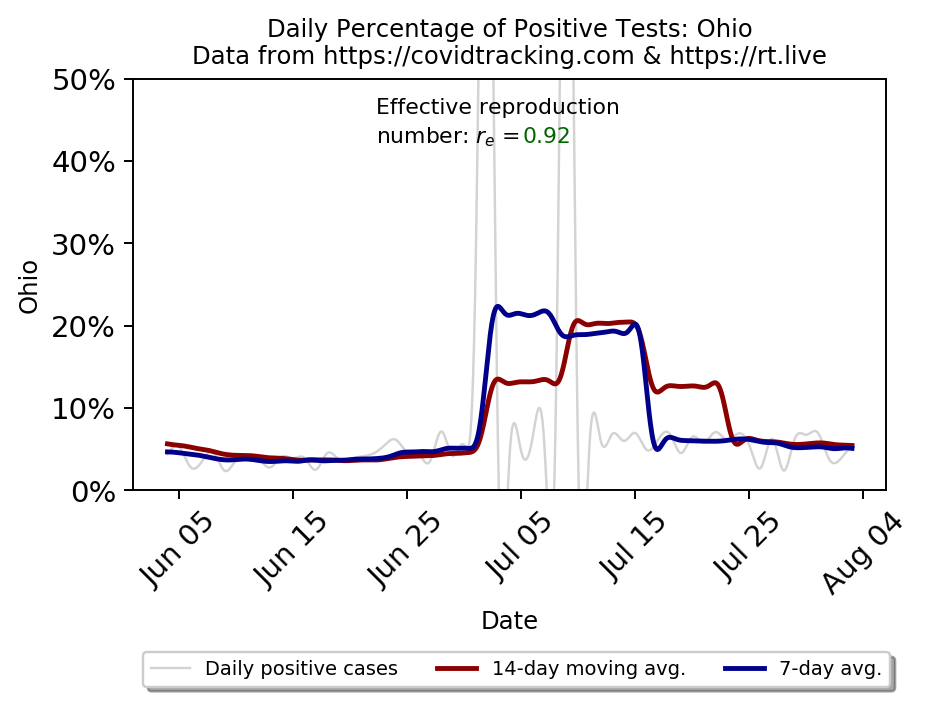 Daily Percentage of Positive Tests: Ohio
Data from https://covidtracking.com & https://rt.live
50%
40%
30%
20%
10%
0%
Ohio
Effective reproduction
number: rₑ =0.92
Jun 05
Jun 15
Jun 25
Jul 05
Jul 15
Jul 25
Aug 04
Date
Daily positive cases
14-day moving avg.
7-day avg.